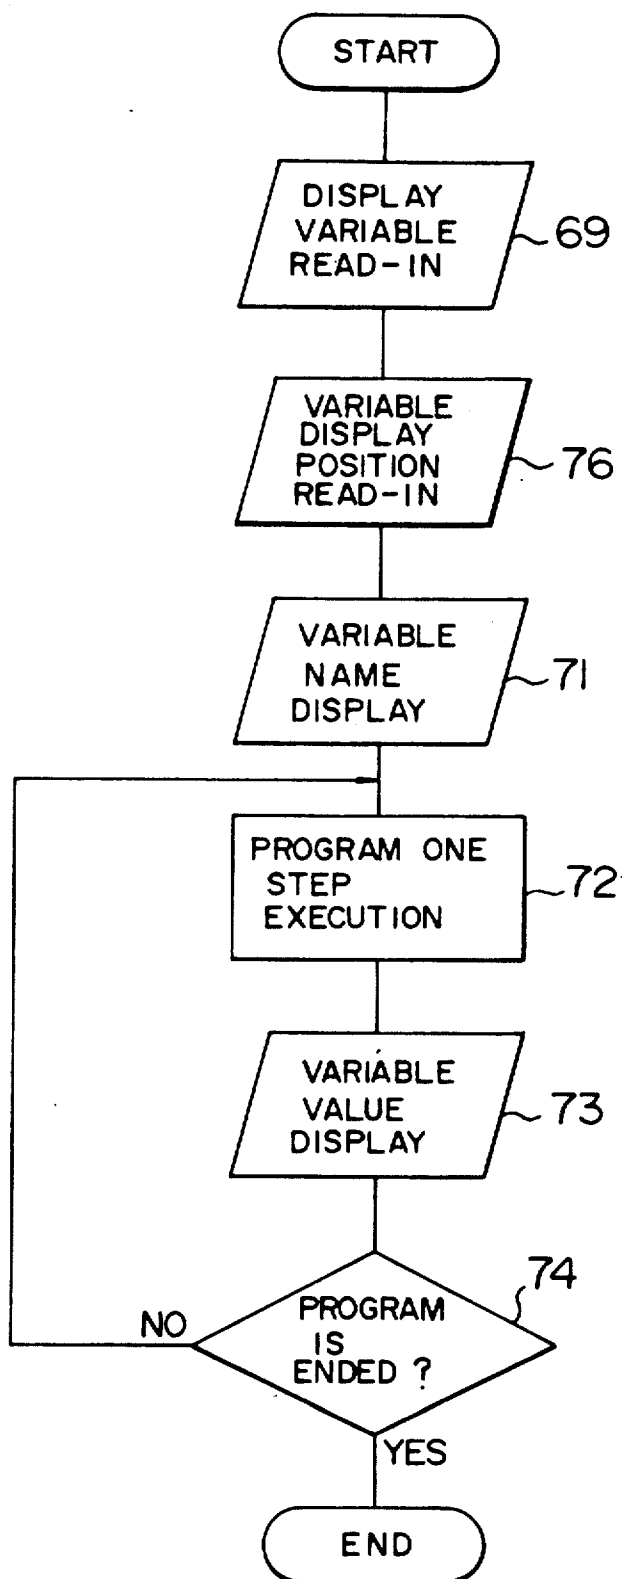 START
DISPLAY
VARIABLE
READ-IN
69
VARIABLE
DISPLAY
POSITION
READ-IN
76
VARIABLE
NAME
DISPLAY
71
PROGRAM ONE
STEP
EXECUTION
72
VARIABLE
VALUE
DISPLAY
73
74
PROGRAM
IS
ENDED ?
NO
YES
END